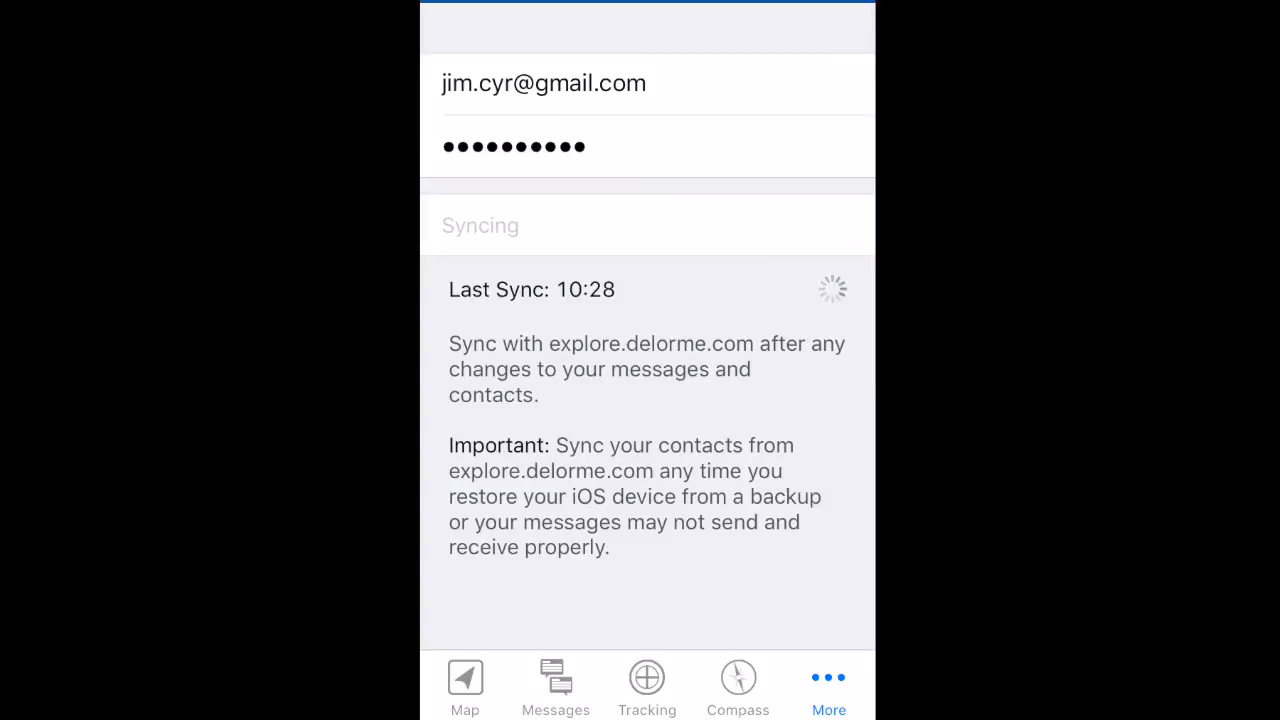 jim.cyr@gmail.com
●●●●●●●●●●
Syncing
Last Sync: 10:28
Sync with explore.delorme.com after any
changes to your messages and
contacts.
Important: Sync your contacts from
explore.delorme.com any time you
restore your iOS device from a backup
or your messages may not send and
receive properly.
Map Messages Tracking Compass More